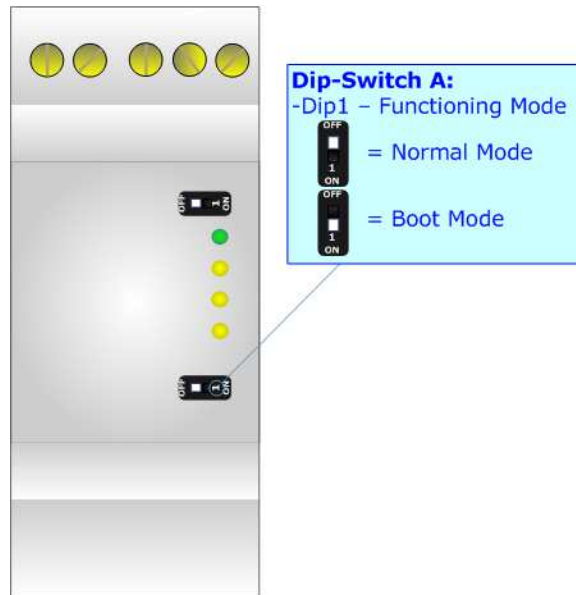 Dip-Switch A:
-Dip1 – Functioning Mode
OFF
1
ON
= Normal Mode
OFF
1
ON
= Boot Mode
OFF
1
ON
OFF
1
ON